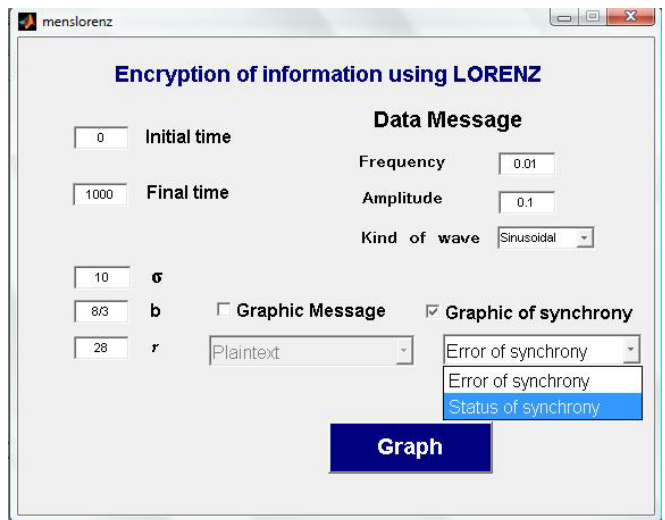 menslorenz
Encryption of information using LORENZ
Data Message
0 Initial time
Frequency 0.01
1000 Final time
Amplitude 0.1
Kind of wave Sinusoidal
10 σ
8/3 b
Graphic Message
Graphic of synchrony
28 r
Plaintext
Error of synchrony
Error of synchrony
Status of synchrony
Graph